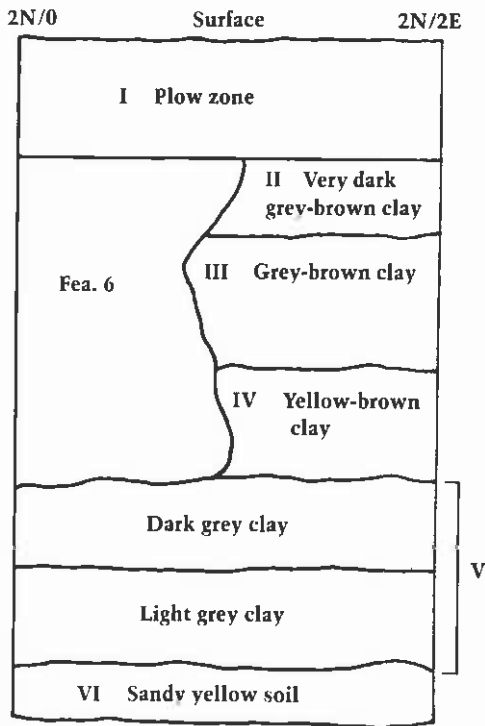 2N/0 Surface 2N/2E
I Plow zone
II Very dark
grey-brown clay
III Grey-brown clay
Fea. 6
IV Yellow-brown
clay
Dark grey clay
V
Light grey clay
VI Sandy yellow soil